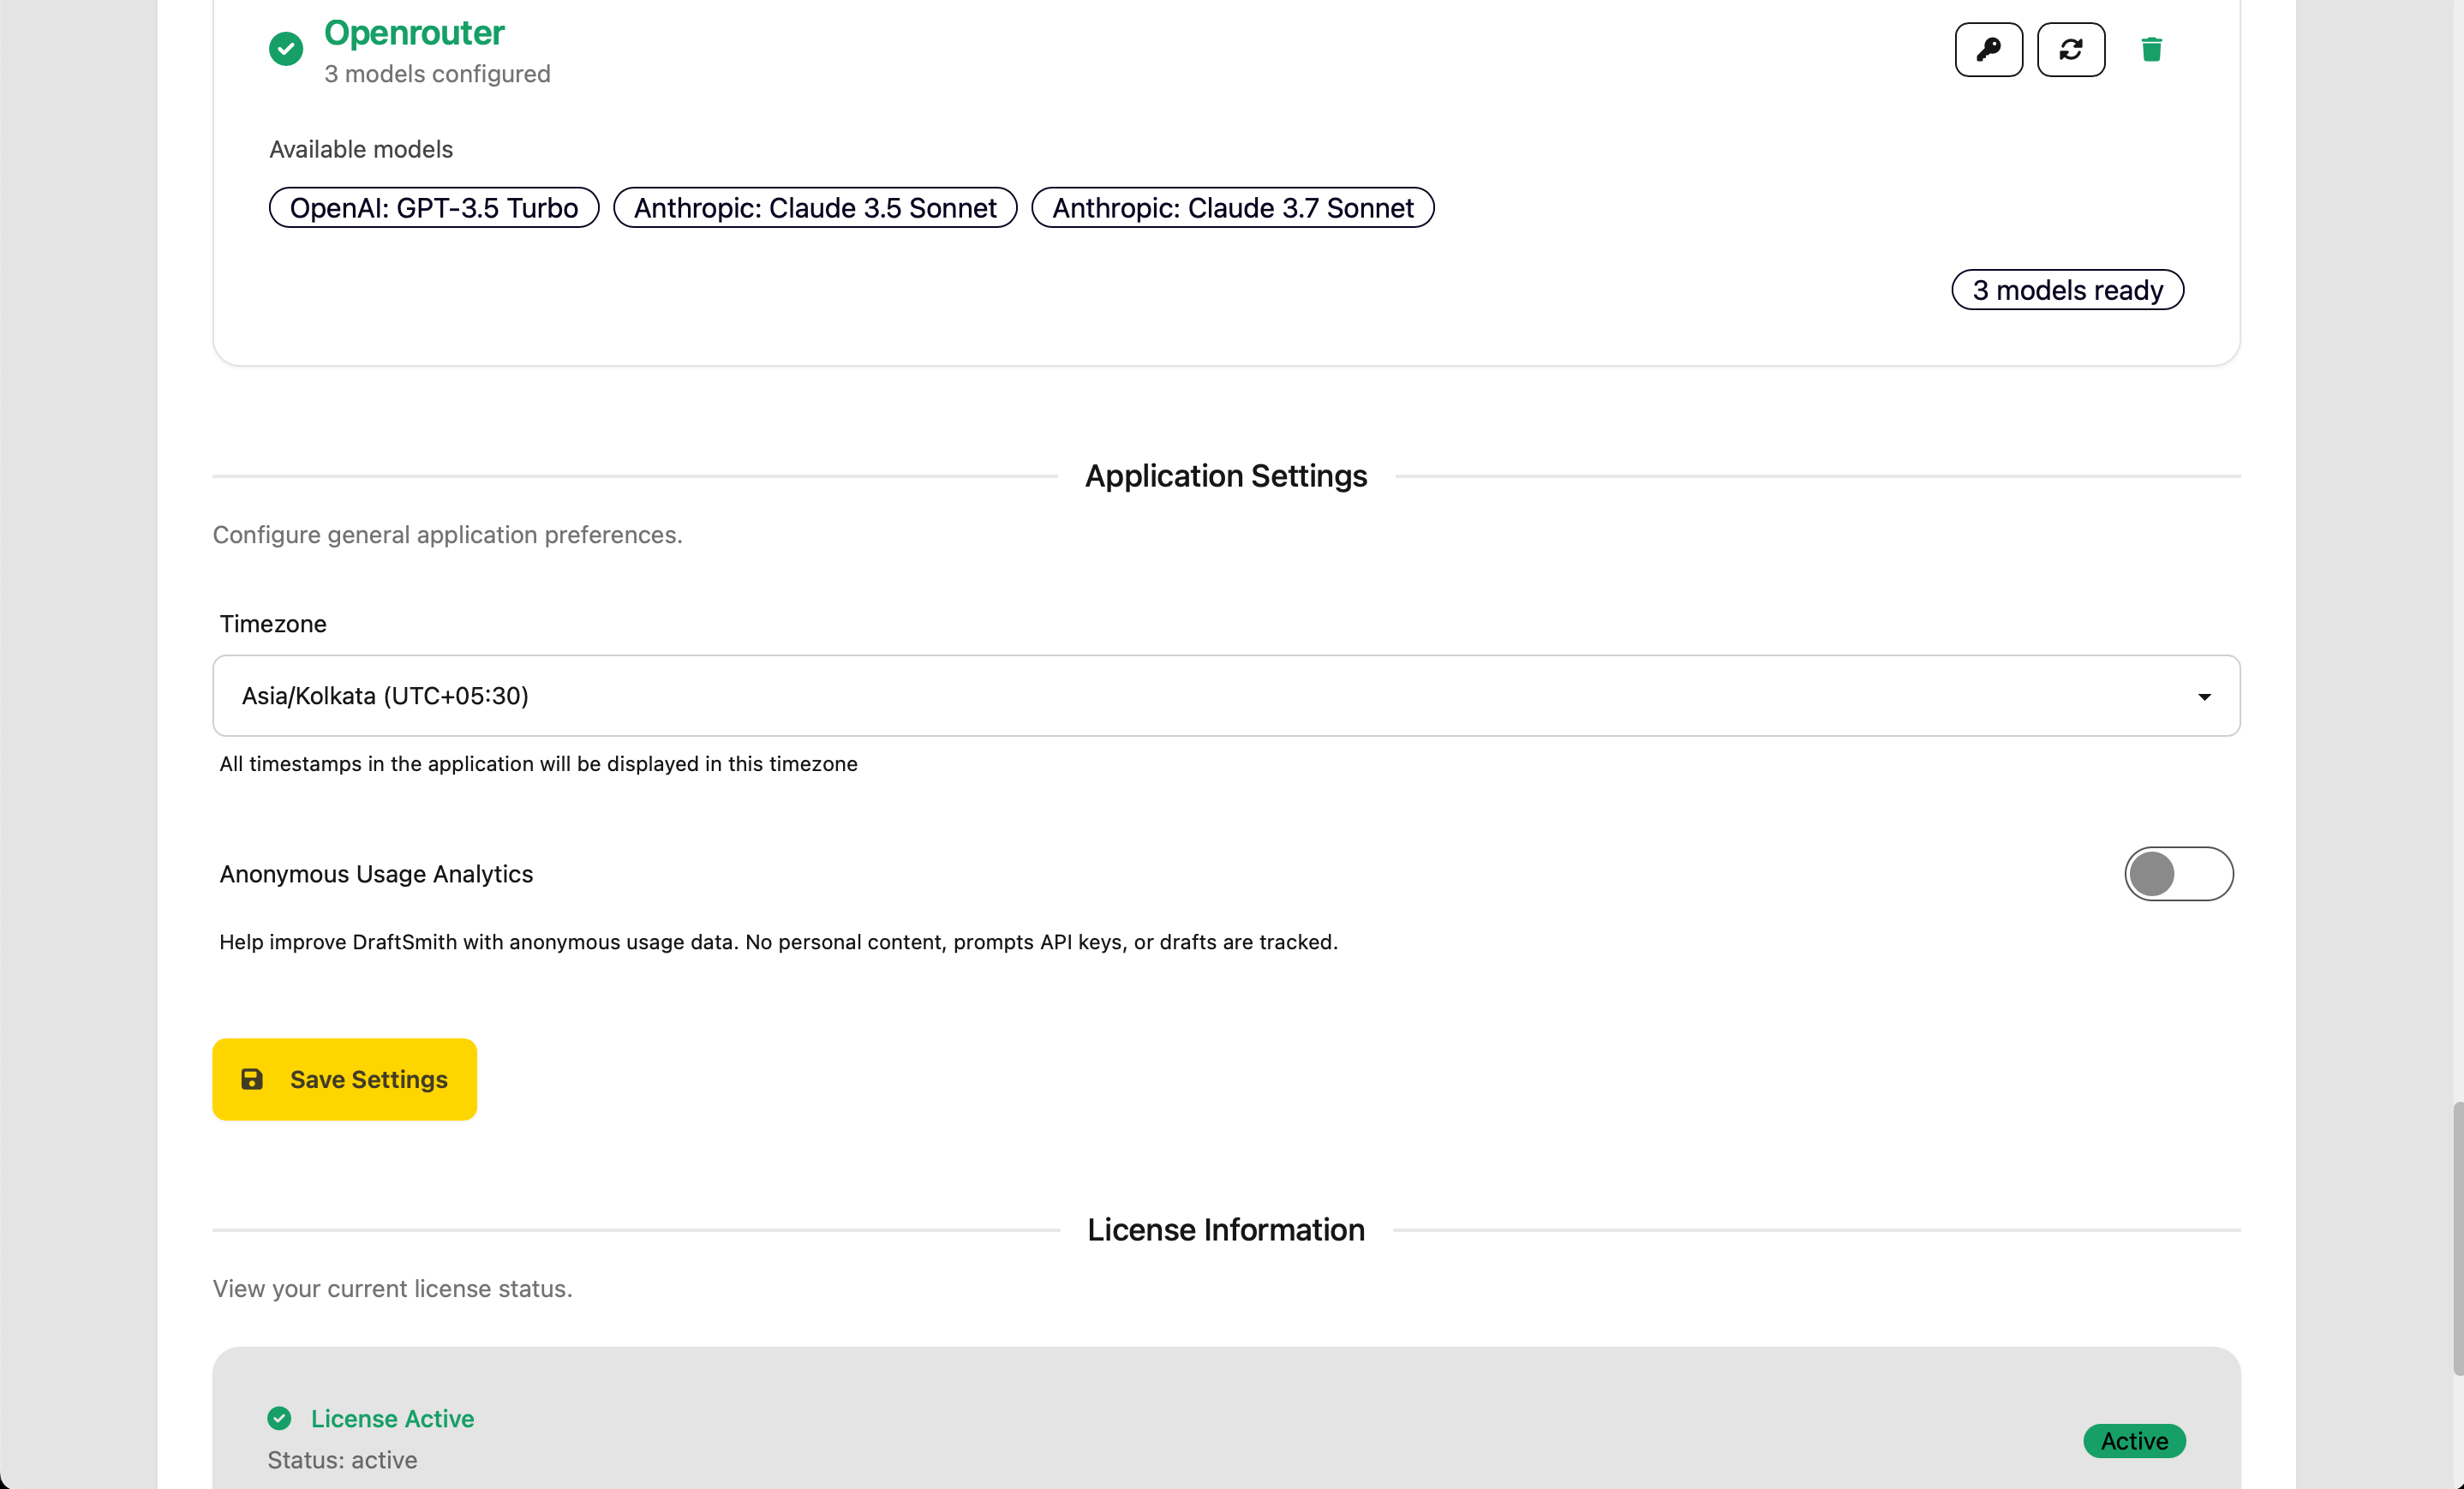 Openrouter
3 models configured
Available models
OpenAI: GPT-3.5 Turbo
Anthropic: Claude 3.5 Sonnet
Anthropic: Claude 3.7 Sonnet
3 models ready
Application Settings
Configure general application preferences.
Timezone
Asia/Kolkata (UTC+05:30)
All timestamps in the application will be displayed in this timezone
Anonymous Usage Analytics
Help improve DraftSmith with anonymous usage data. No personal content, prompts API keys, or drafts are tracked.
Save Settings
License Information
View your current license status.
License Active
Status: active
Active